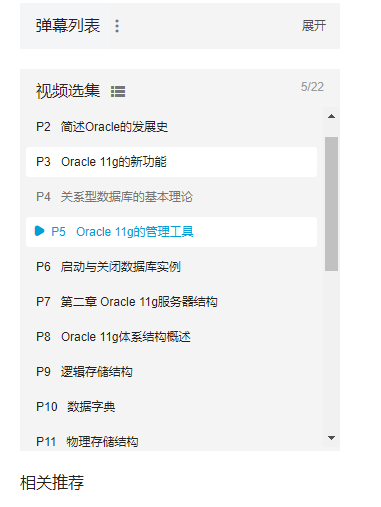 弹幕列表 展开
视频选集 5/22
P2 简述Oracle的发展史
P3 Oracle 11g的新功能
P4 关系型数据库的基本理论
P5 Oracle 11g的管理工具
P6 启动与关闭数据库实例
P7 第二章 Oracle 11g服务器结构
P8 Oracle 11g体系结构概述
P9 逻辑存储结构
P10 数据字典
P11 物理存储结构
相关推荐